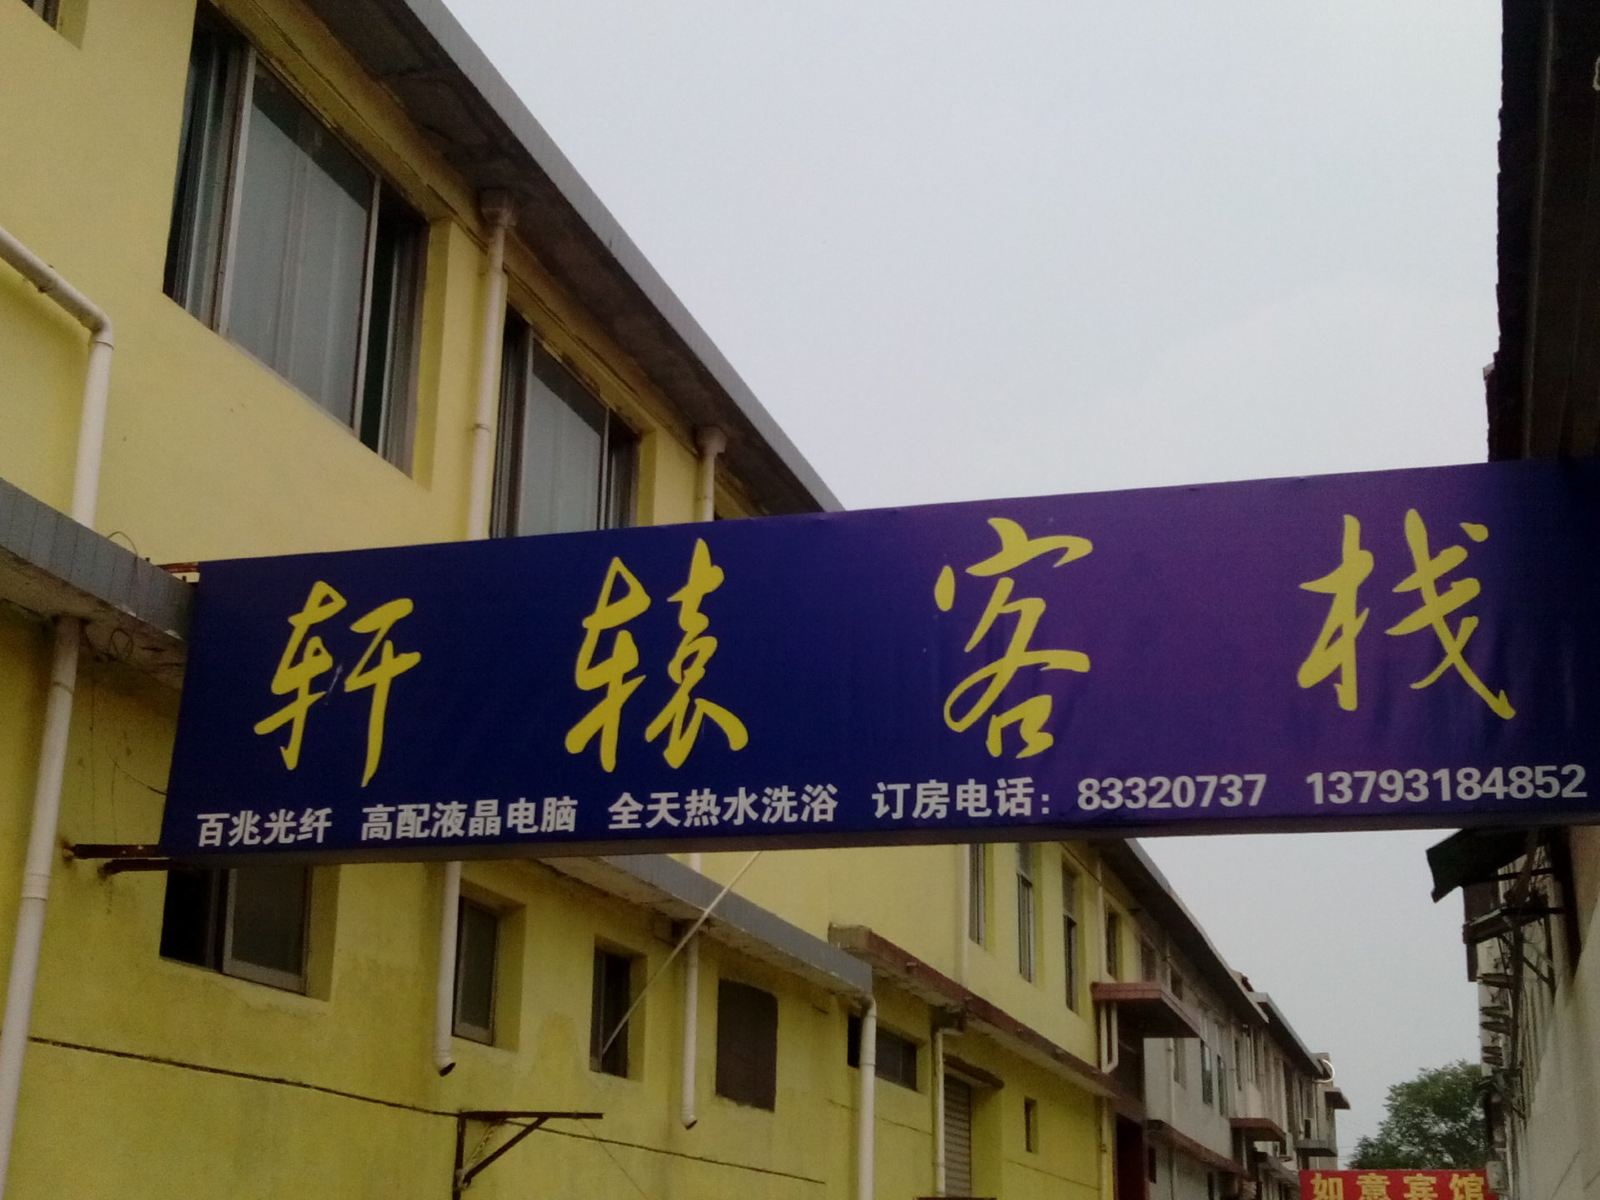 轩辕客栈
百兆光纤 高配液晶电脑 全天热水洗浴 订房电话：83320737 13793184852
如意宾馆